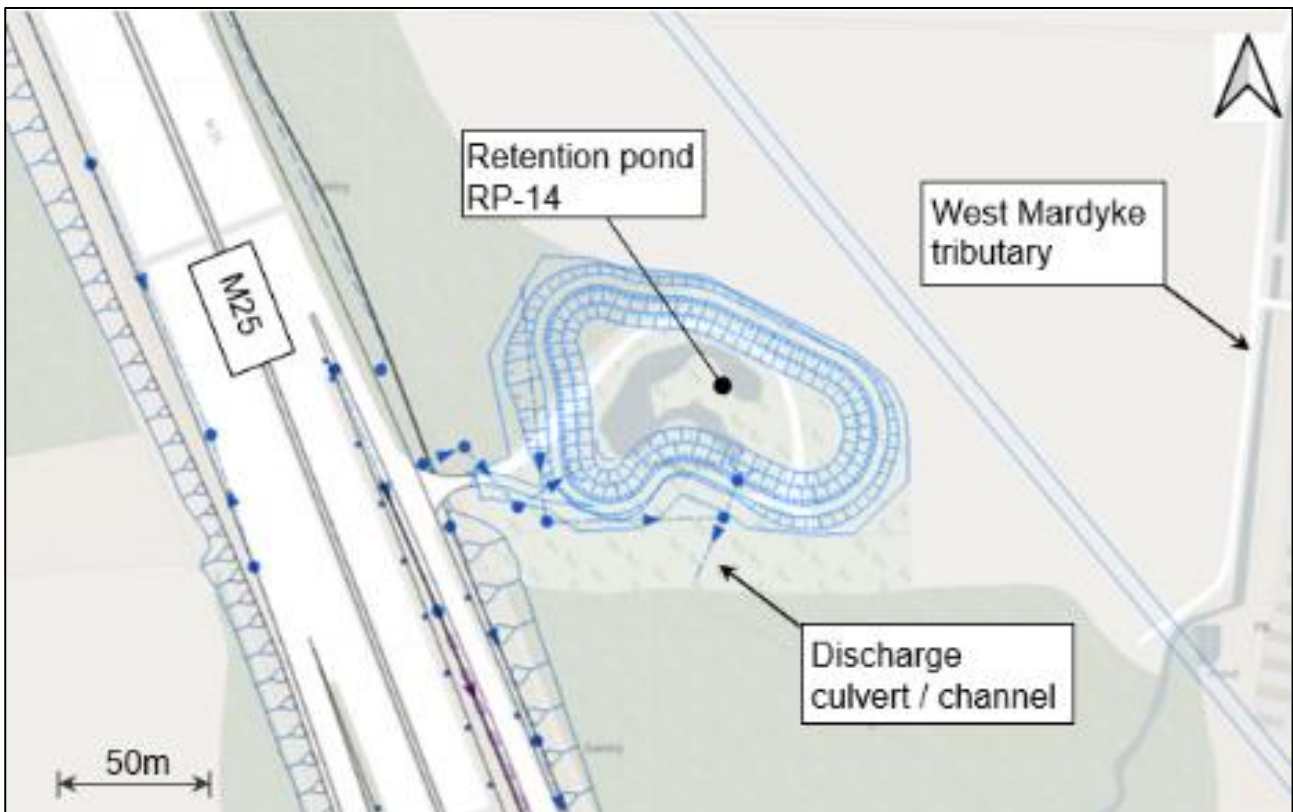 Retention pond
RP-14
West Mardyke
tributary
M25
Discharge
culvert / channel
50m